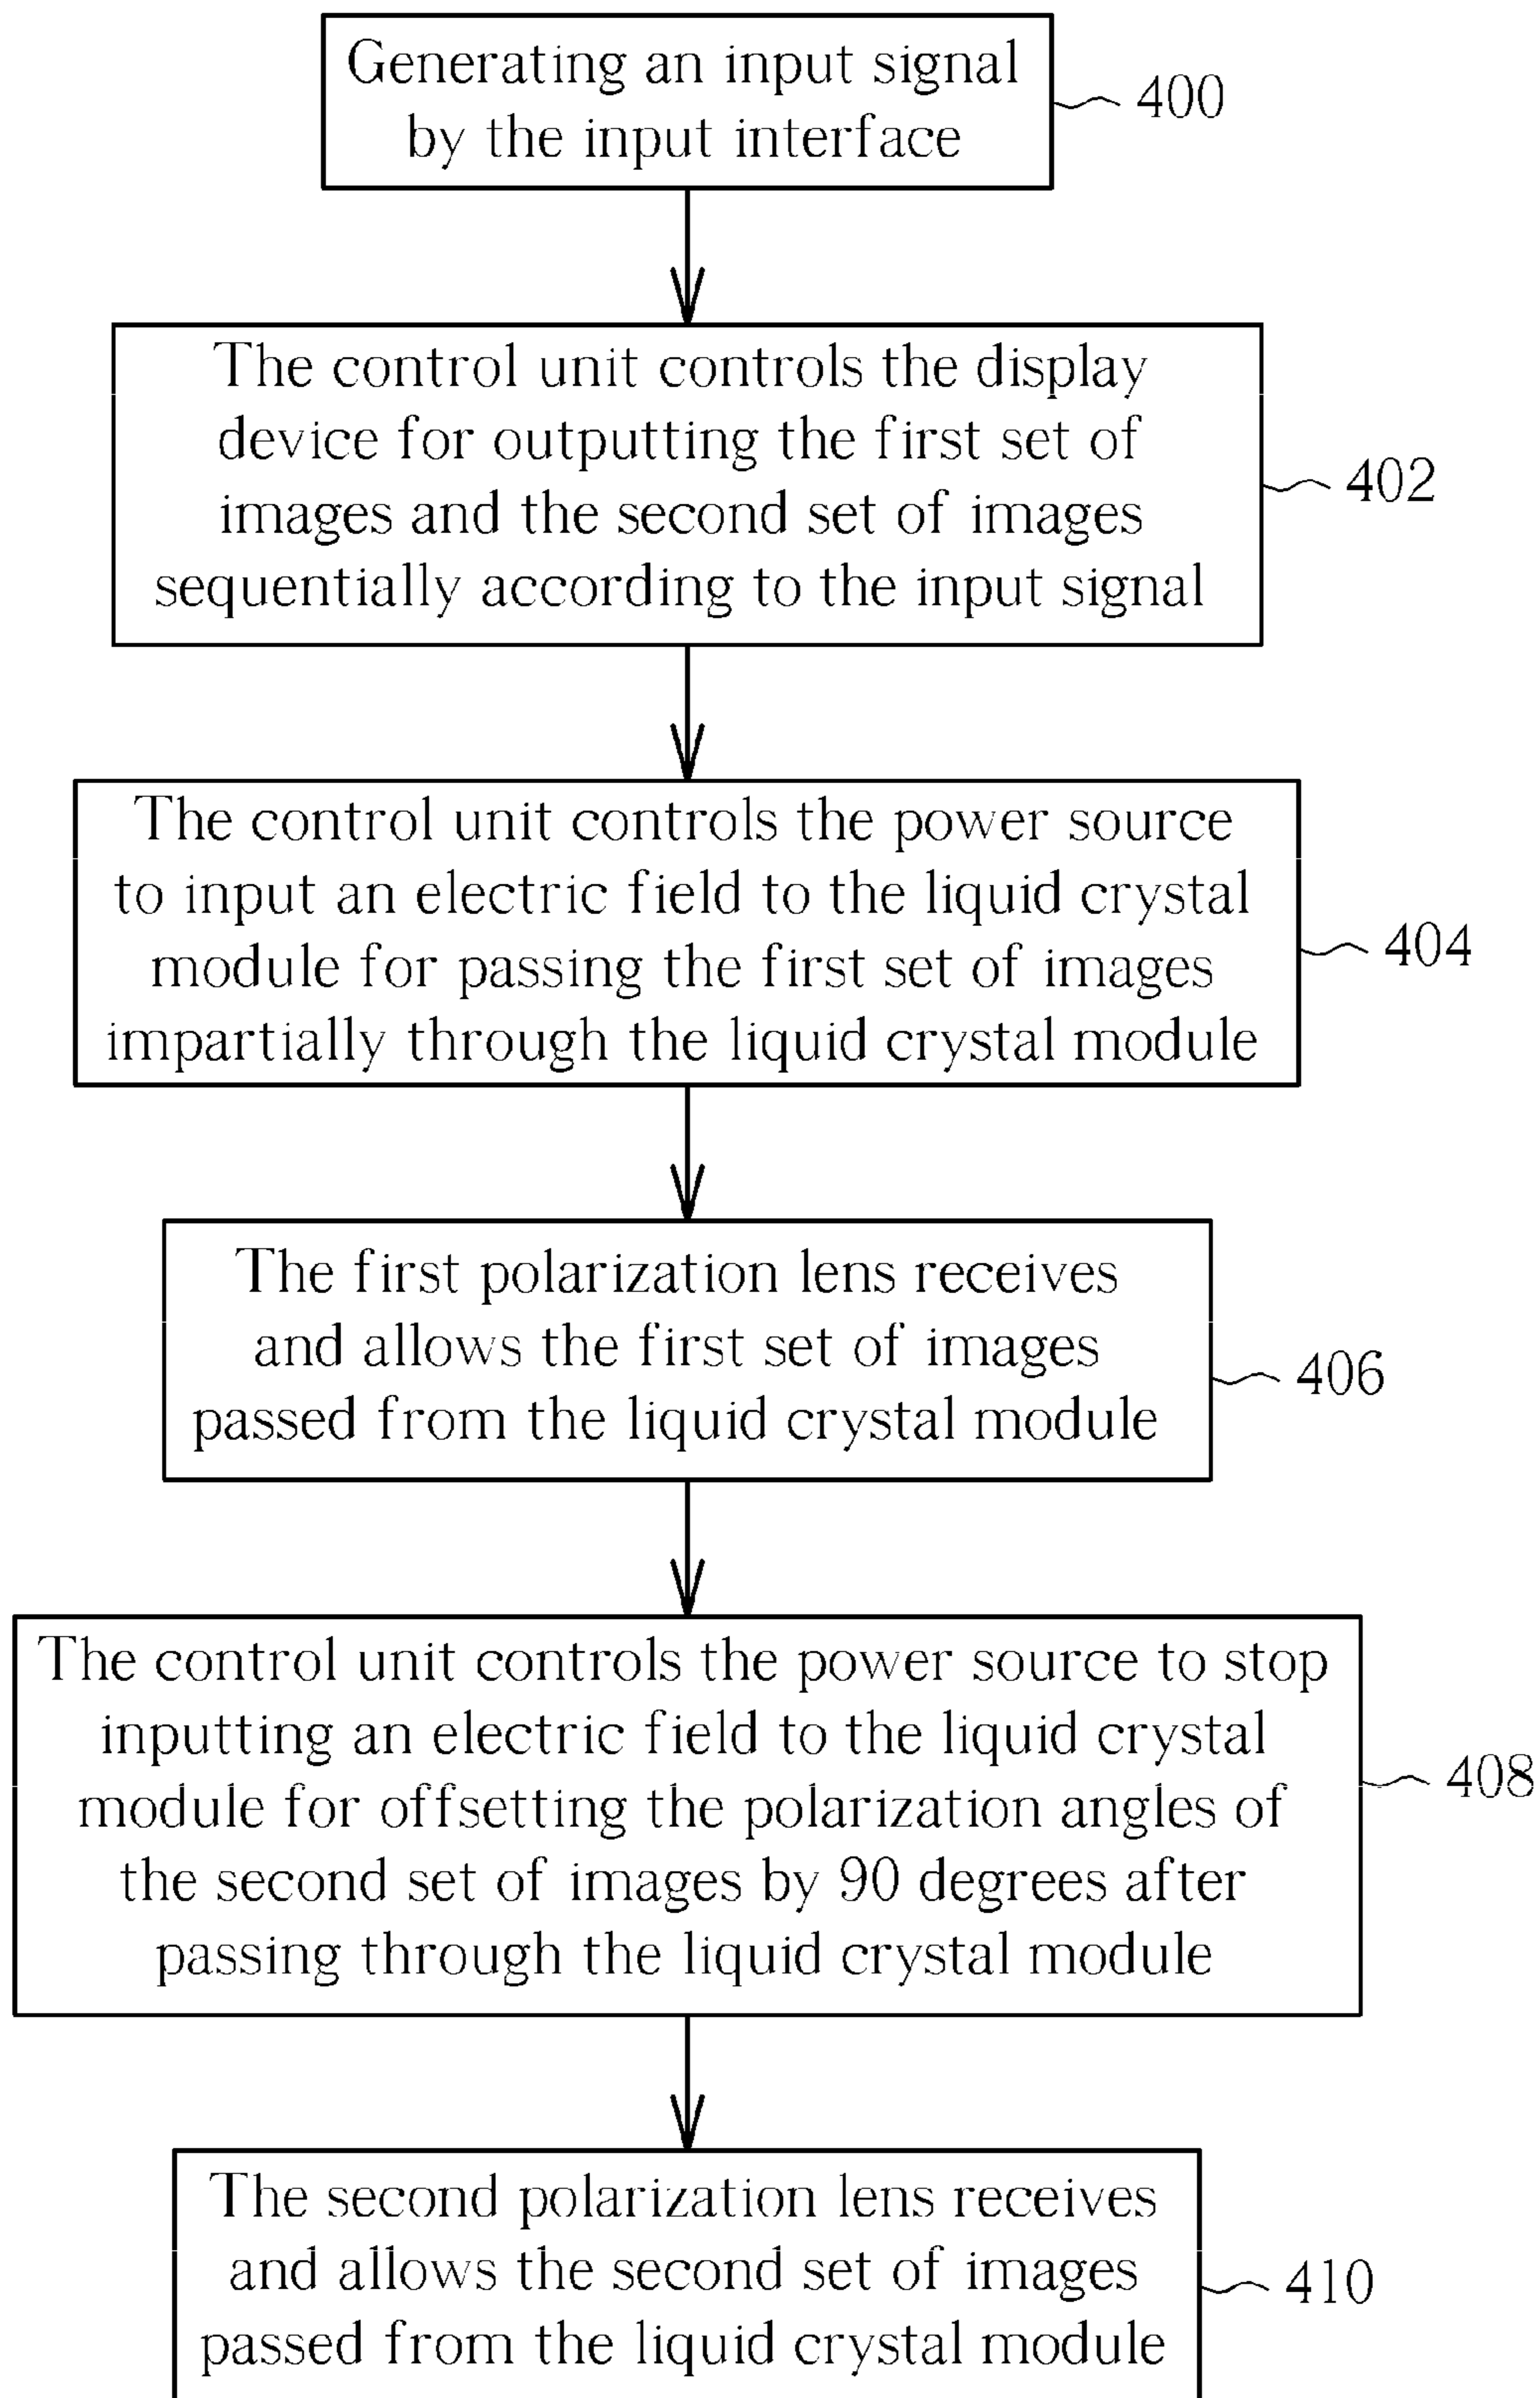 Generating an input signal
by the input interface
400
The control unit controls the display
device for outputting the first set of
images and the second set of images
sequentially according to the input signal
402
The control unit controls the power source
to input an electric field to the liquid crystal
module for passing the first set of images
impartially through the liquid crystal module
404
The first polarization lens receives
and allows the first set of images
passed from the liquid crystal module
406
The control unit controls the power source to stop
inputting an electric field to the liquid crystal
module for offsetting the polarization angles of
the second set of images by 90 degrees after
passing through the liquid crystal module
408
The second polarization lens receives
and allows the second set of images
passed from the liquid crystal module
410